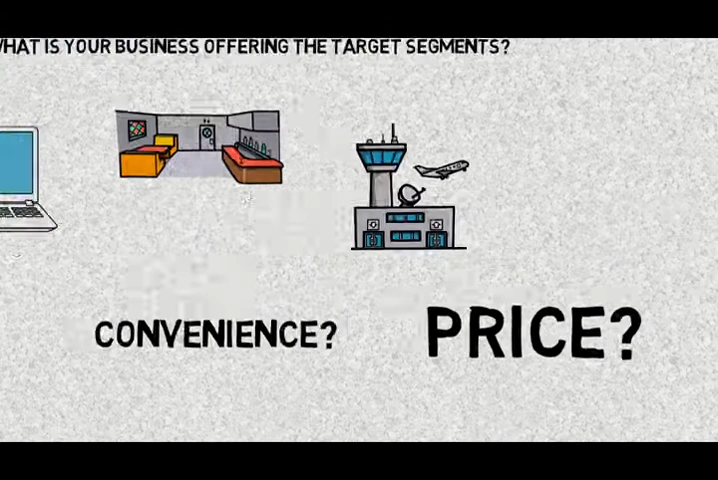 WHAT IS YOUR BUSINESS OFFERING THE TARGET SEGMENTS?
CONVENIENCE?
PRICE?